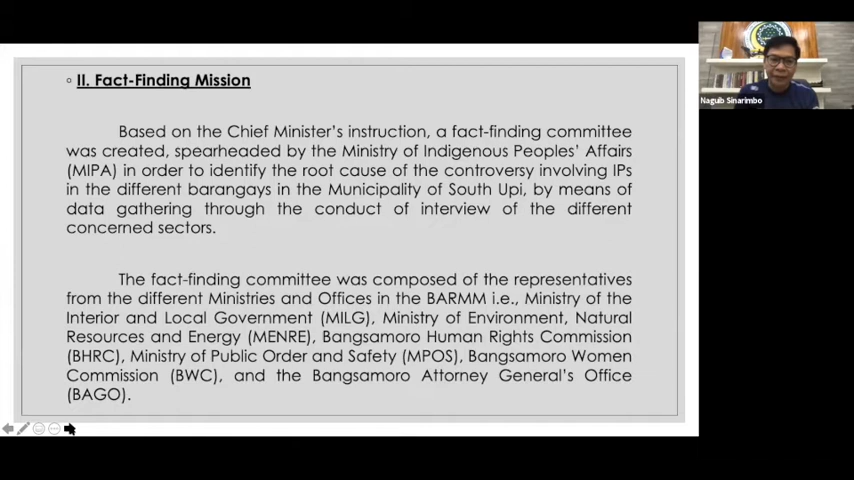 II. Fact-Finding Mission
Based on the Chief Minister's instruction, a fact-finding committee
was created, spearheaded by the Ministry of Indigenous Peoples' Affairs
(MIPA) in order to identify the root cause of the controversy involving IPs
in the different barangays in the Municipality of South Upi, by means of
data gathering through the conduct of interview of the different
concerned sectors.
The fact-finding committee was composed of the representatives
from the different Ministries and Offices in the BARMM i.e., Ministry of the
Interior and Local Government (MILG), Ministry of Environment, Natural
Resources and Energy (MENRE), Bangsamoro Human Rights Commission
(BHRC), Ministry of Public Order and Safety (MPOS), Bangsamoro Women
Commission (BWC), and the Bangsamoro Attorney General's Office
(BAGO).
Naguib Sinarimbo